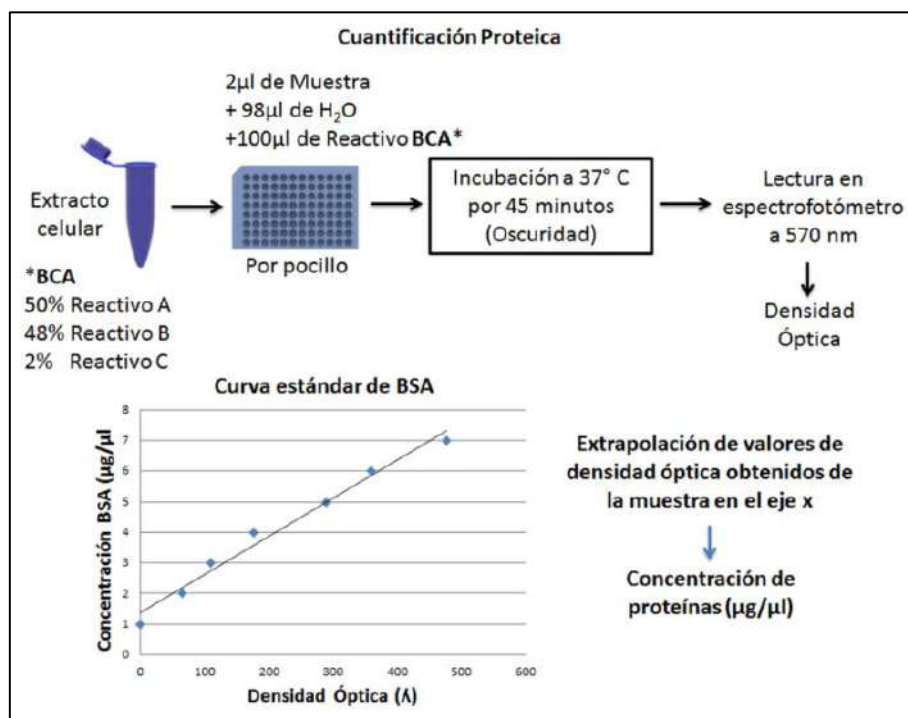 Cuantificación Proteica
2µl de Muestra
+ 98µl de H₂O
+100µl de Reactivo BCA*
Extracto
celular
Por pocillo
Incubación a 37° C
por 45 minutos
(Oscuridad)
Lectura en
espectrofotómetro
a 570 nm
Densidad
Óptica
*BCA
50% Reactivo A
48% Reactivo B
2% Reactivo C
Curva estándar de BSA
Concentración BSA (µg/µl)
8
7
6
5
4
3
2
1
0
0 100 200 300 400 500 600
Densidad Óptica (λ)
Extrapolación de valores de
densidad óptica obtenidos de
la muestra en el eje x
Concentración de
proteínas (µg/µl)